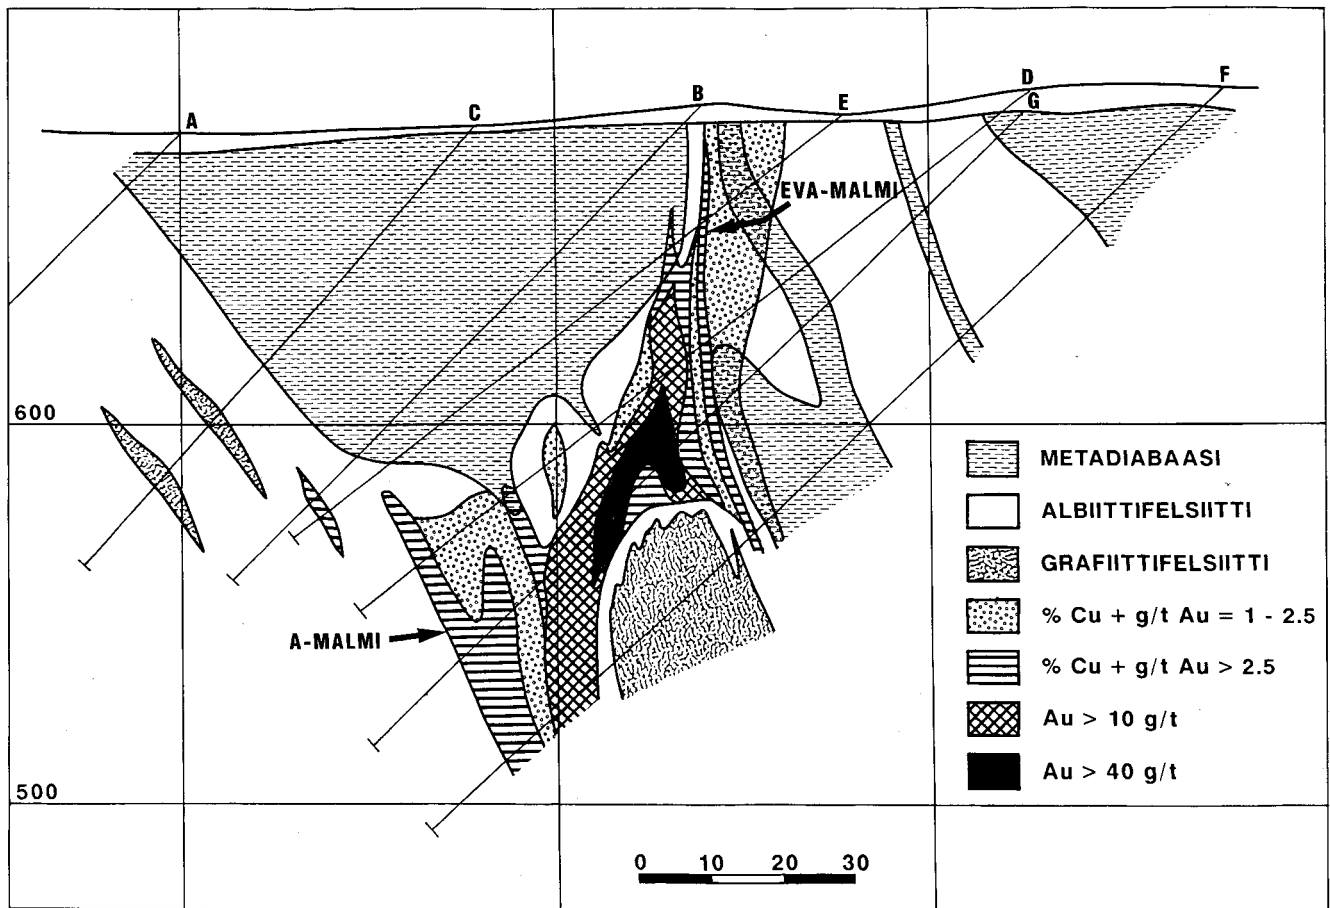 A
C
B
E
D
G
F
EVA-MALMI
600
A-MALMI
500
METADIABAASI
ALBIITTIFELSIITTI
GRAFIITTIFELSIITTI
% Cu + g/t Au = 1 - 2.5
% Cu + g/t Au > 2.5
Au > 10 g/t
Au > 40 g/t
0 10 20 30